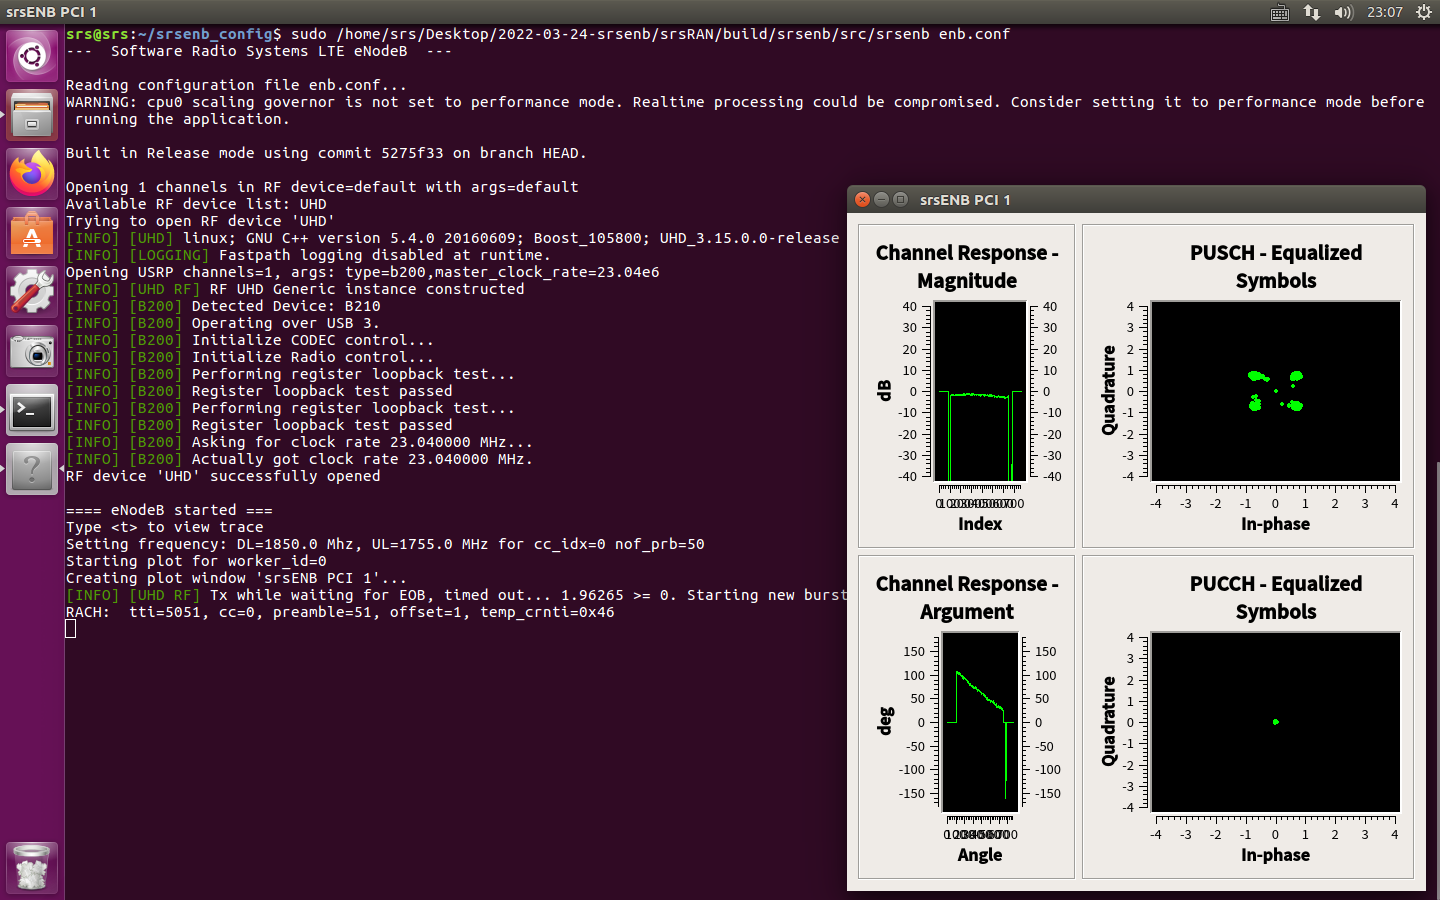 srsENB PCI 1
23:07
srs@srs:~/srsenb_config$ sudo /home/srs/Desktop/2022-03-24-srsenb/srsRAN/build/srsenb/src/srsenb enb.conf
---  Software Radio Systems LTE eNodeB  ---
Reading configuration file enb.conf...
WARNING: cpu0 scaling governor is not set to performance mode. Realtime processing could be compromised. Consider setting it to performance mode before
 running the application.
Built in Release mode using commit 5275f33 on branch HEAD.
Opening 1 channels in RF device=default with args=default
Available RF device list: UHD
Trying to open RF device 'UHD'
[INFO] [UHD] linux; GNU C++ version 5.4.0 20160609; Boost_105800; UHD_3.15.0.0-release
[INFO] [LOGGING] Fastpath logging disabled at runtime.
Opening USRP channels=1, args: type=b200,master_clock_rate=23.04e6
[INFO] [UHD RF] RF UHD Generic instance constructed
[INFO] [B200] Detected Device: B210
[INFO] [B200] Operating over USB 3.
[INFO] [B200] Initialize CODEC control...
[INFO] [B200] Initialize Radio control...
[INFO] [B200] Performing register loopback test...
[INFO] [B200] Register loopback test passed
[INFO] [B200] Performing register loopback test...
[INFO] [B200] Register loopback test passed
[INFO] [B200] Asking for clock rate 23.040000 MHz...
[INFO] [B200] Actually got clock rate 23.040000 MHz.
RF device 'UHD' successfully opened
==== eNodeB started ===
Type <t> to view trace
Setting frequency: DL=1850.0 Mhz, UL=1755.0 MHz for cc_idx=0 nof_prb=50
Starting plot for worker_id=0
Creating plot window 'srsENB PCI 1'...
[INFO] [UHD RF] Tx while waiting for EOB, timed out... 1.96265 >= 0. Starting new burst
RACH:  tti=5051, cc=0, preamble=51, offset=1, temp_crnti=0x46
srsENB PCI 1
Channel Response -
Magnitude
40 40
30 30
20 20
10 10
0 0
-10 -10
-20 -20
-30 -30
-40 -40
dB
Index
PUSCH - Equalized
Symbols
4
3
2
1
0
-1
-2
-3
-4
Quadrature
-4 -3 -2 -1 0 1 2 3 4
In-phase
Channel Response -
Argument
150 150
100 100
50 50
0 0
-50 -50
-100 -100
-150 -150
deg
Angle
PUCCH - Equalized
Symbols
4
3
2
1
0
-1
-2
-3
-4
Quadrature
-4 -3 -2 -1 0 1 2 3 4
In-phase